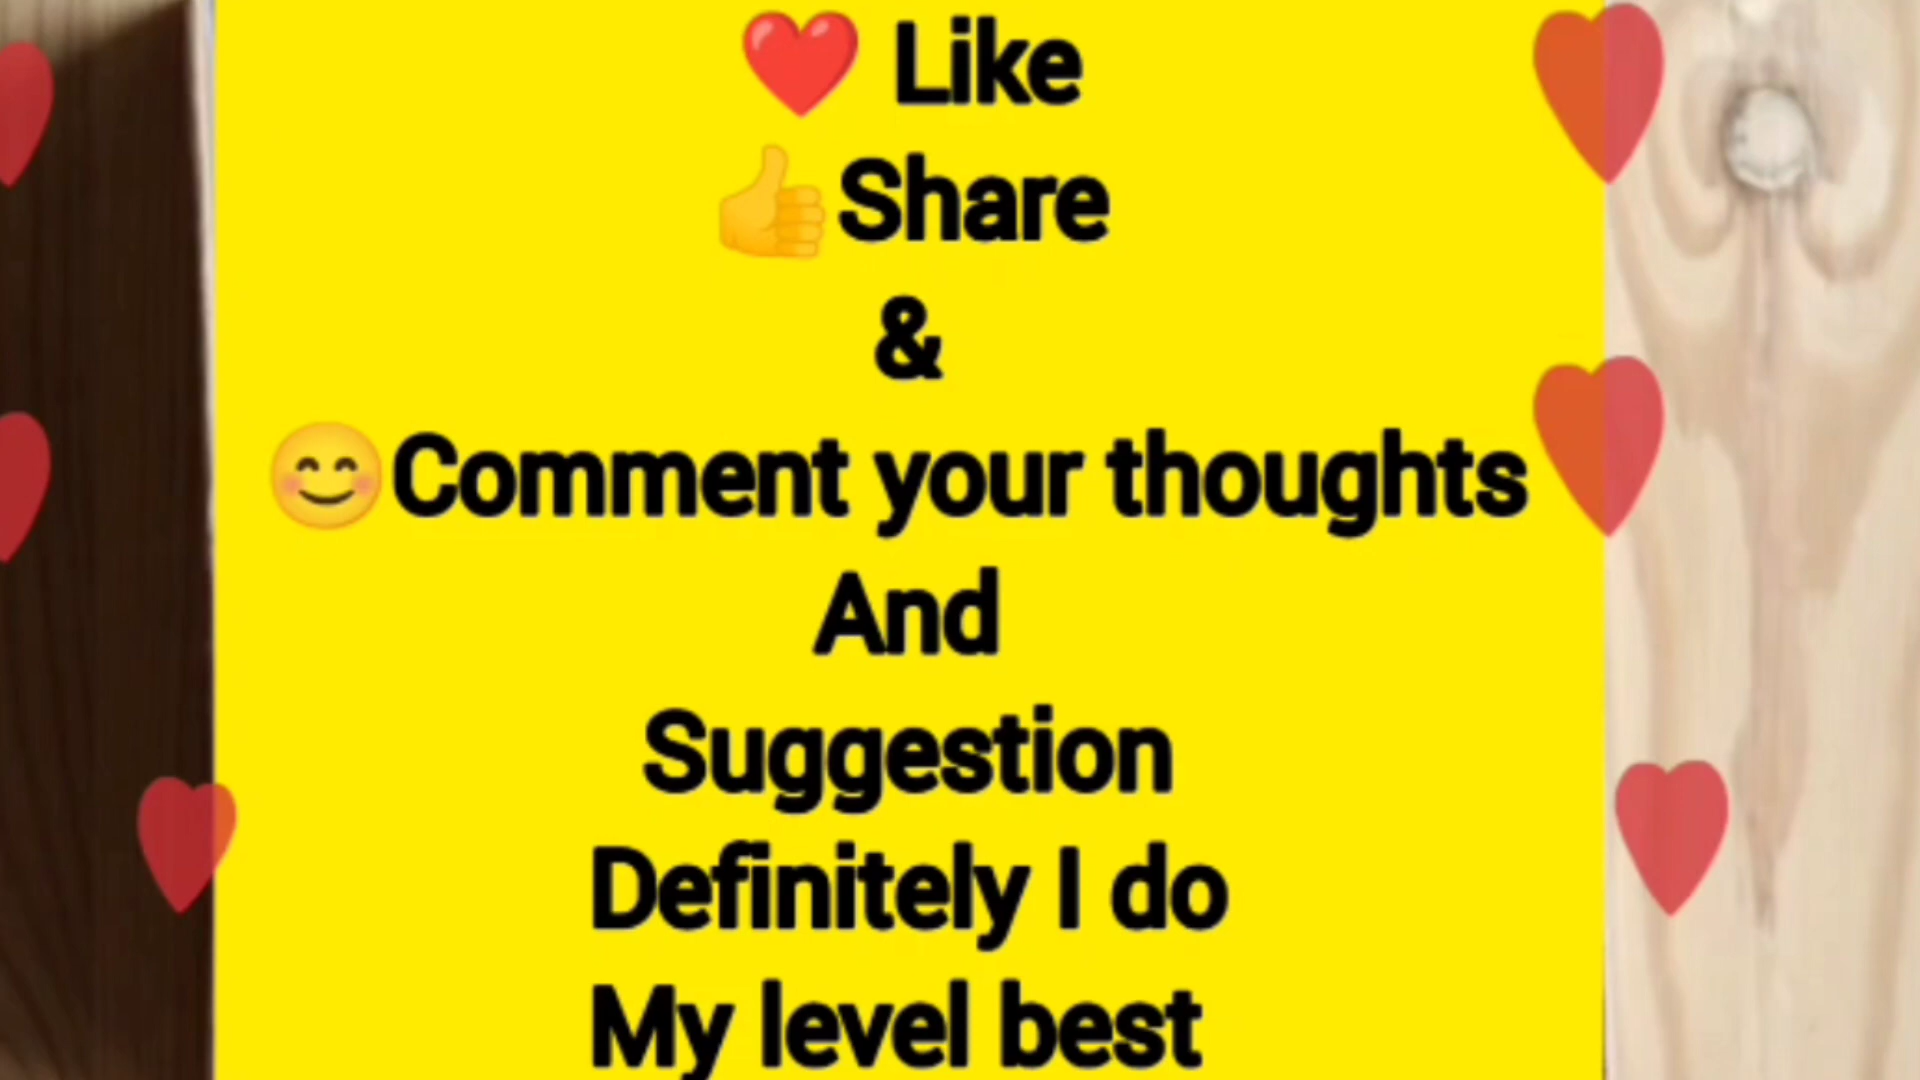 ❤️ Like
👍Share
&
😊Comment your thoughts
And
Suggestion
Definitely I do
My level best